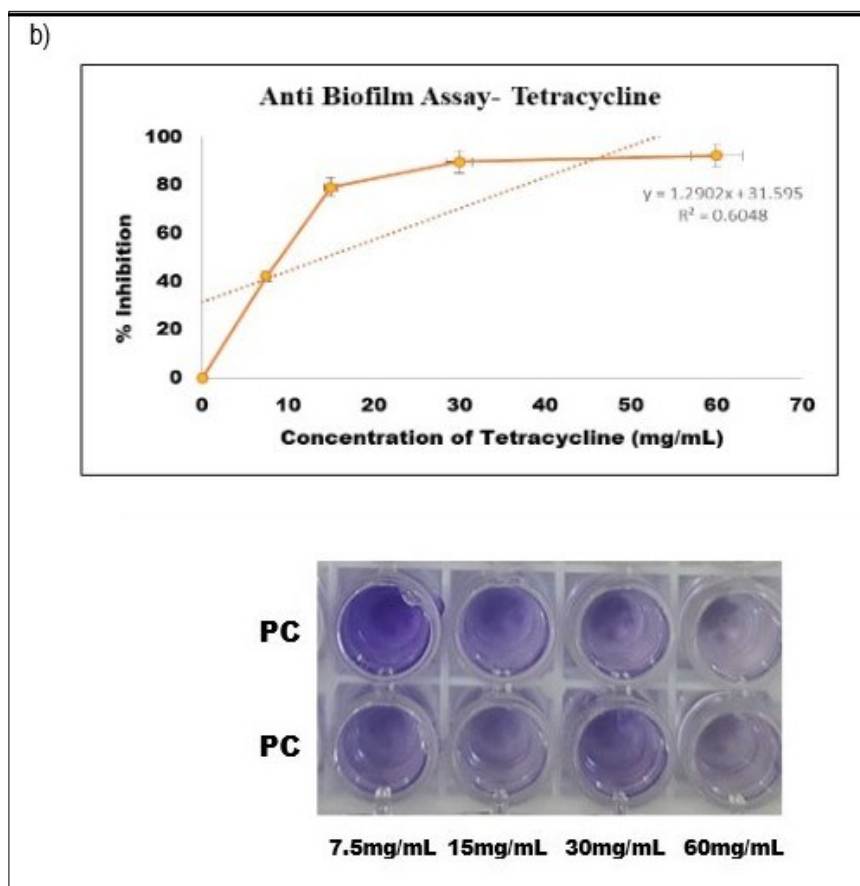 b)
Anti Biofilm Assay- Tetracycline
100
80
60
40
20
0
% Inhibition
y = 1.2902x + 31.595
R² = 0.6048
0 10 20 30 40 50 60 70
Concentration of Tetracycline (mg/mL)
PC
PC
7.5mg/mL 15mg/mL 30mg/mL 60mg/mL